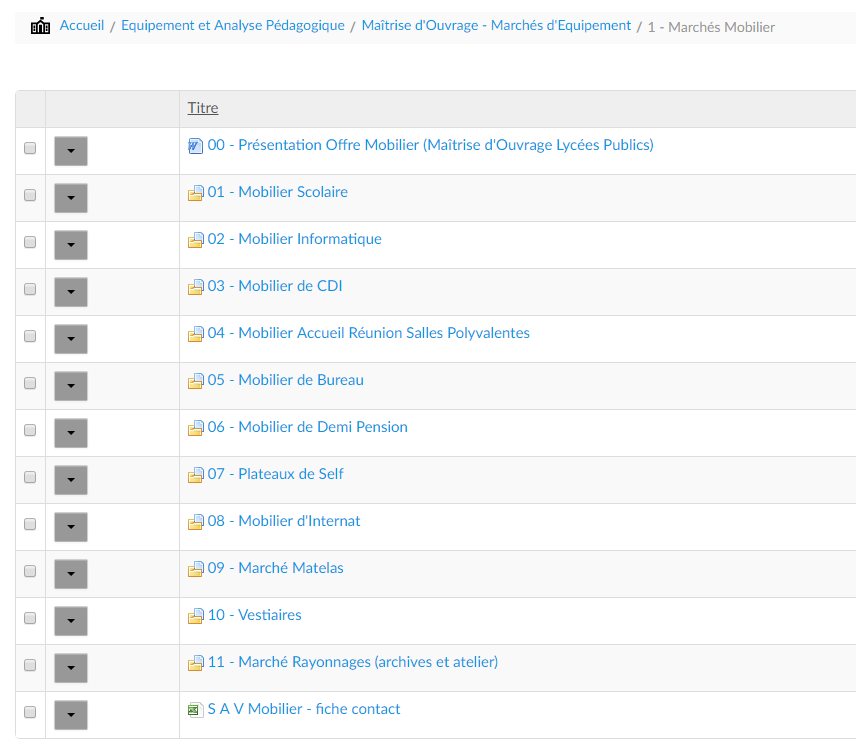 Accueil / Equipement et Analyse Pédagogique / Maîtrise d'Ouvrage - Marchés d'Equipement / 1 - Marchés Mobilier
Titre
00 - Présentation Offre Mobilier (Maîtrise d'Ouvrage Lycées Publics)
01 - Mobilier Scolaire
02 - Mobilier Informatique
03 - Mobilier de CDI
04 - Mobilier Accueil Réunion Salles Polyvalentes
05 - Mobilier de Bureau
06 - Mobilier de Demi Pension
07 - Plateaux de Self
08 - Mobilier d'Internat
09 - Marché Matelas
10 - Vestiaires
11 - Marché Rayonnages (archives et atelier)
S A V Mobilier - fiche contact